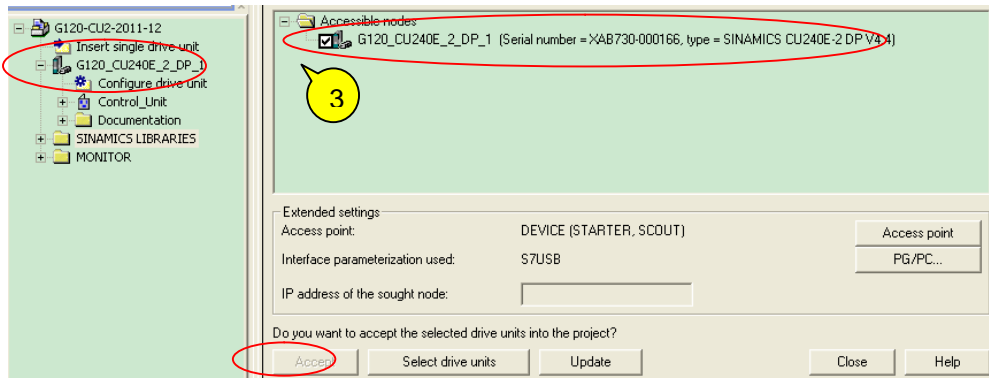 G120-CU2-2011-12
Insert single drive unit
G120_CU240E_2_DP_1
Configure drive unit
Control_Unit
Documentation
SINAMICS LIBRARIES
MONITOR
Accessible nodes
G120_CU240E_2_DP_1 (Serial number = XAB730-000166, type = SINAMICS CU240E-2 DP V4.4)
3
Extended settings
Access point: DEVICE (STARTER, SCOUT) Access point
Interface parameterization used: S7USB PG/PC...
IP address of the sought node:
Do you want to accept the selected drive units into the project?
Accept Select drive units Update Close Help